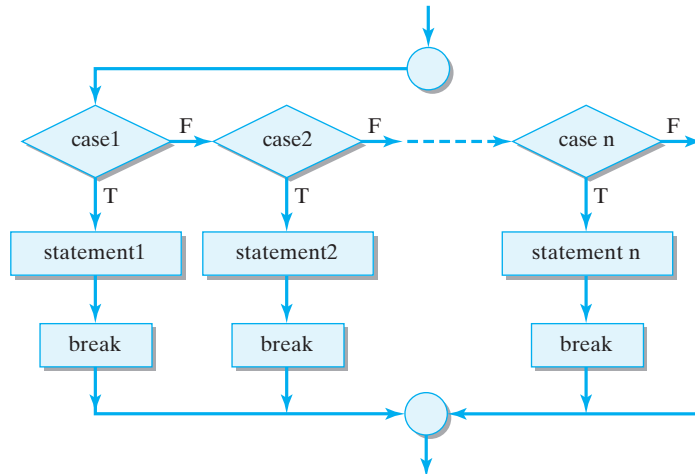 case1
F
case2
F
case n
F
T
T
T
statement1
statement2
statement n
break
break
break